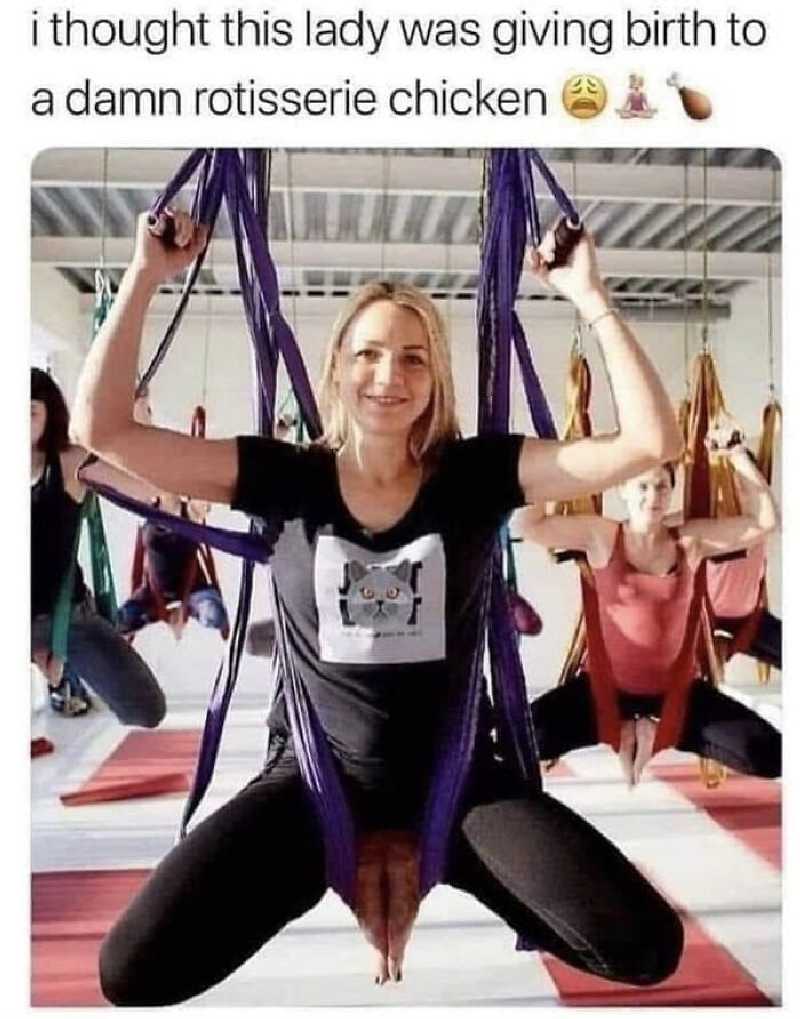 i thought this lady was giving birth to
a damn rotisserie chicken 😩🧘🏼‍♀️🍗